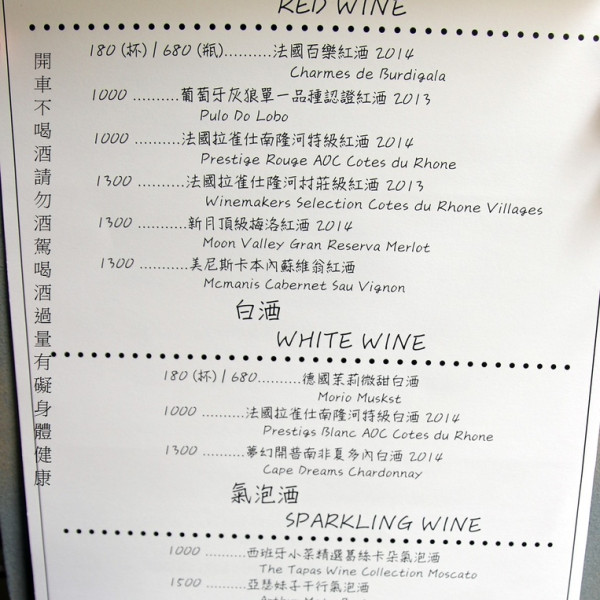 RED WINE
180 (杯) / 680 (瓶)..........法國百樂紅酒 2014
Charmes de Burdigala
1000 ..........葡萄牙灰狼單一品種認證紅酒 2013
Pulo Do Lobo
1000 ..........法國拉雀仕南隆河特級紅酒 2014
Prestige Rouge AOC Cotes du Rhone
1300 ...........法國拉雀仕隆河村莊級紅酒 2013
Winemakers Selection Cotes du Rhone Villages
1300 ...........新月頂級梅洛紅酒 2014
Moon Valley Gran Reserva Merlot
1300 ...........美尼斯卡本內蘇維翁紅酒
Mcmanis Cabernet Sau Vignon
白酒
WHITE WINE
180 (杯) / 680..........德國茉莉微甜白酒
Morio Muskst
1000 ..........法國拉雀仕南隆河特級白酒 2014
Prestigs Blanc AOC Cotes du Rhone
1300 ..........夢幻開普南非夏多內白酒 2014
Cape Dreams Chardonnay
氣泡酒
SPARKLING WINE
1000 ...........西班牙小菜精選葛絲卡朵氣泡酒
The Tapas Wine Collection Moscato
1500 ...........亞瑟妹子干行氣泡酒
開車不喝酒請勿酒駕喝酒過量有礙身體健康